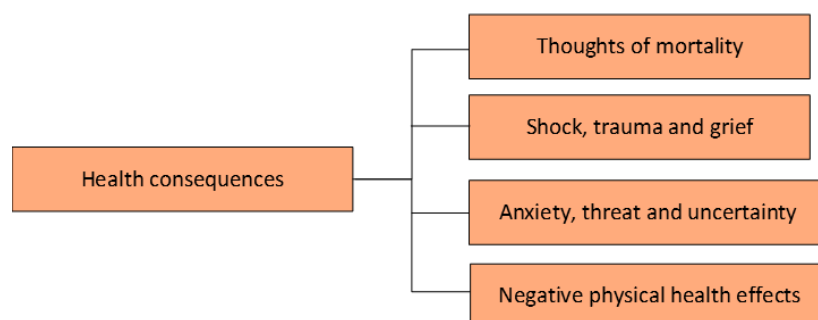 Thoughts of mortality
Shock, trauma and grief
Health consequences
Anxiety, threat and uncertainty
Negative physical health effects